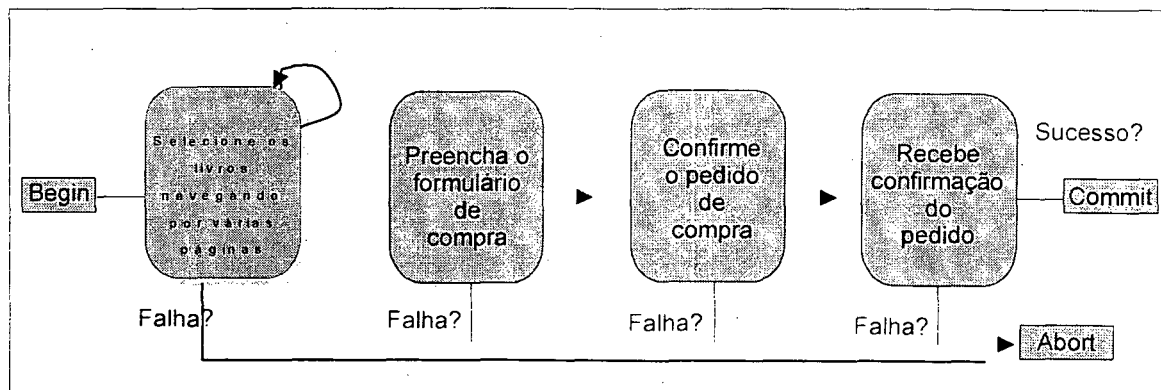 Begin
Selecione os
livros
navegando
por várias
páginas
Falha?
Preencha o
formulário
de
compra
Falha?
Confirme
o pedido
de
compra
Falha?
Recebe
confirmação
do
pedido
Falha?
Sucesso?
Commit
Abort